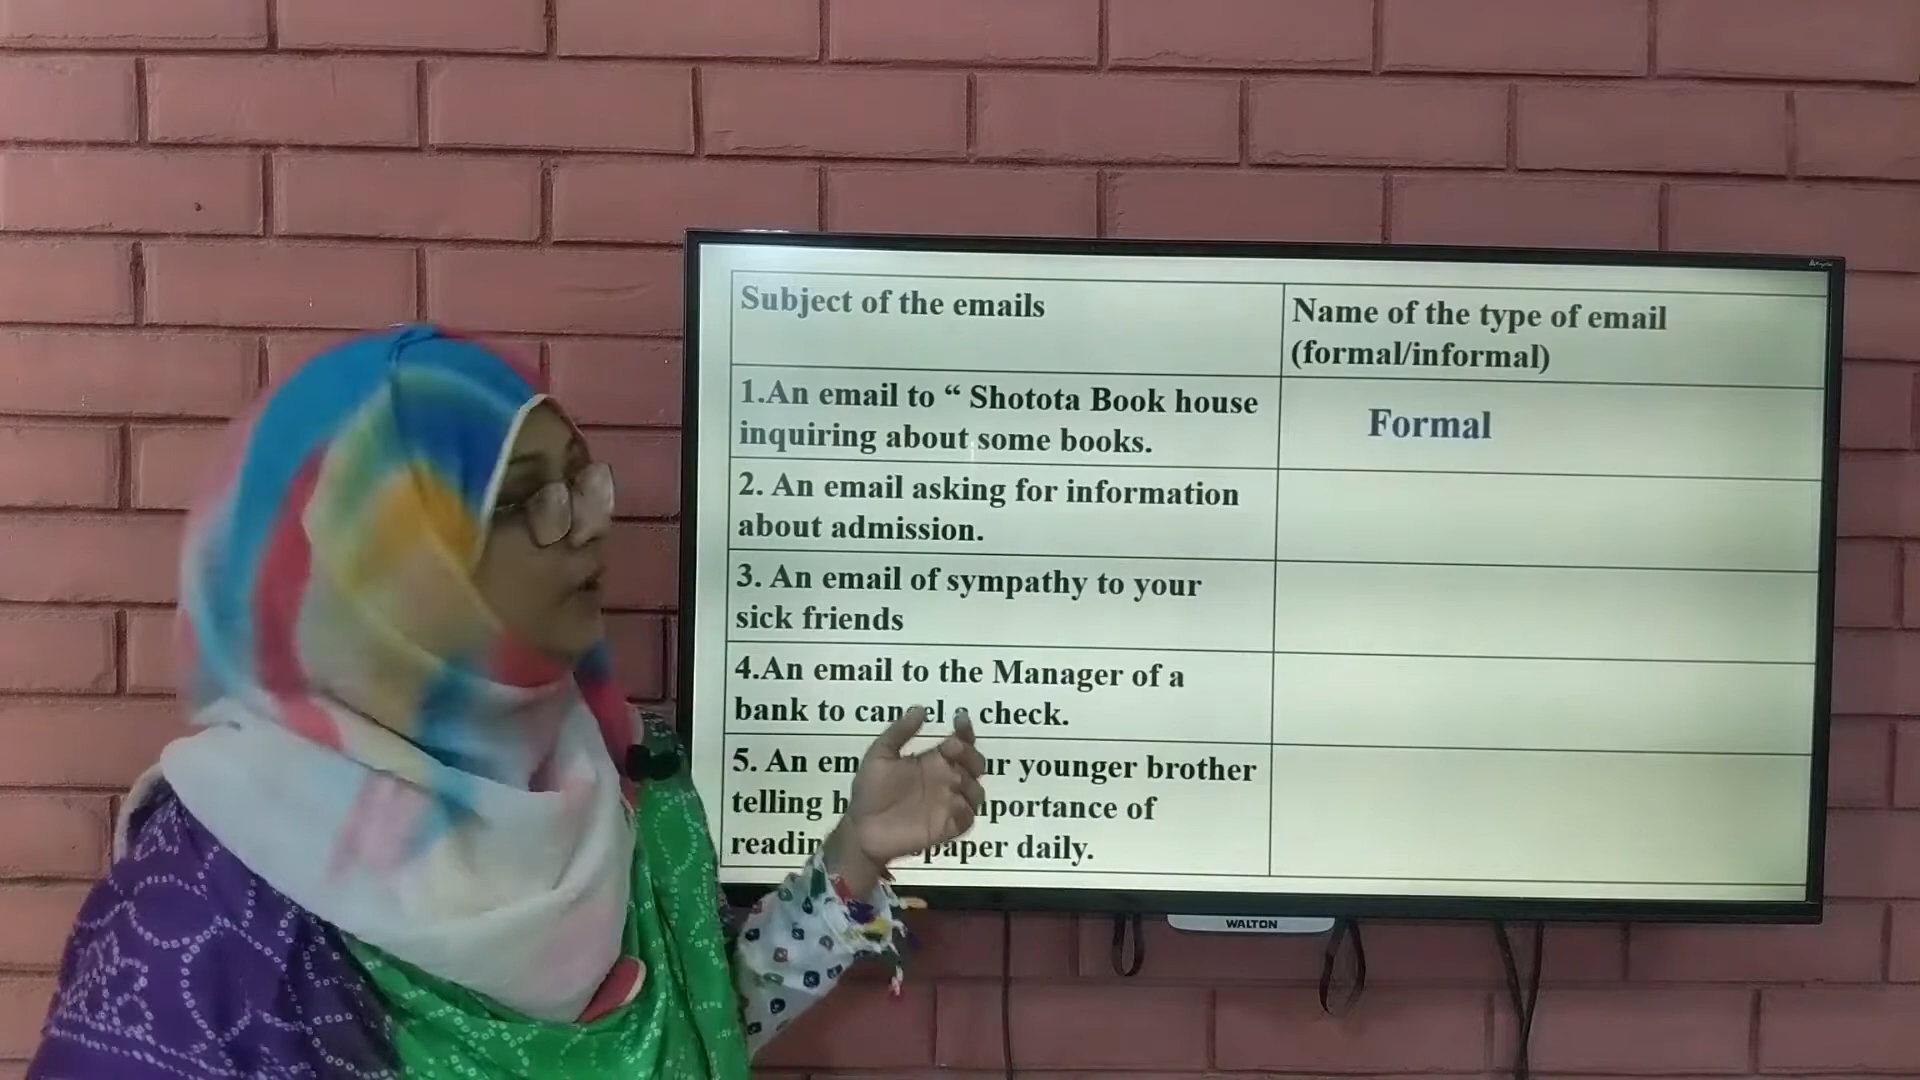 Subject of the emails
Name of the type of email
(formal/informal)
1.An email to “ Shotota Book house
inquiring about some books.
Formal
2. An email asking for information
about admission.
3. An email of sympathy to your
sick friends
4.An email to the Manager of a
bank to cancel a check.
5. An younger brother
telling
of
daily.
WALTON